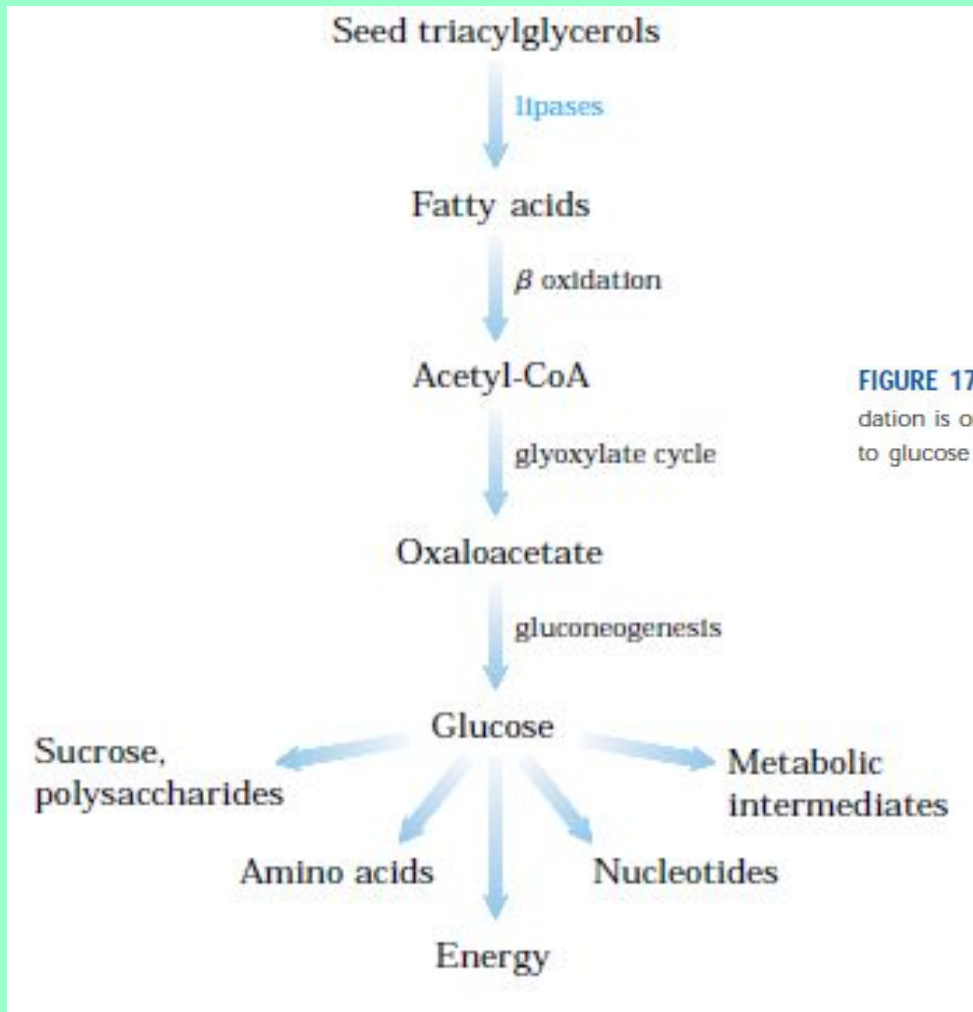 Seed triacylglycerols
lipases
Fatty acids
β oxidation
Acetyl-CoA
glyoxylate cycle
Oxaloacetate
gluconeogenesis
Glucose
Sucrose,
polysaccharides
Metabolic
intermediates
Amino acids
Nucleotides
Energy
FIGURE 17
dation is o
to glucose